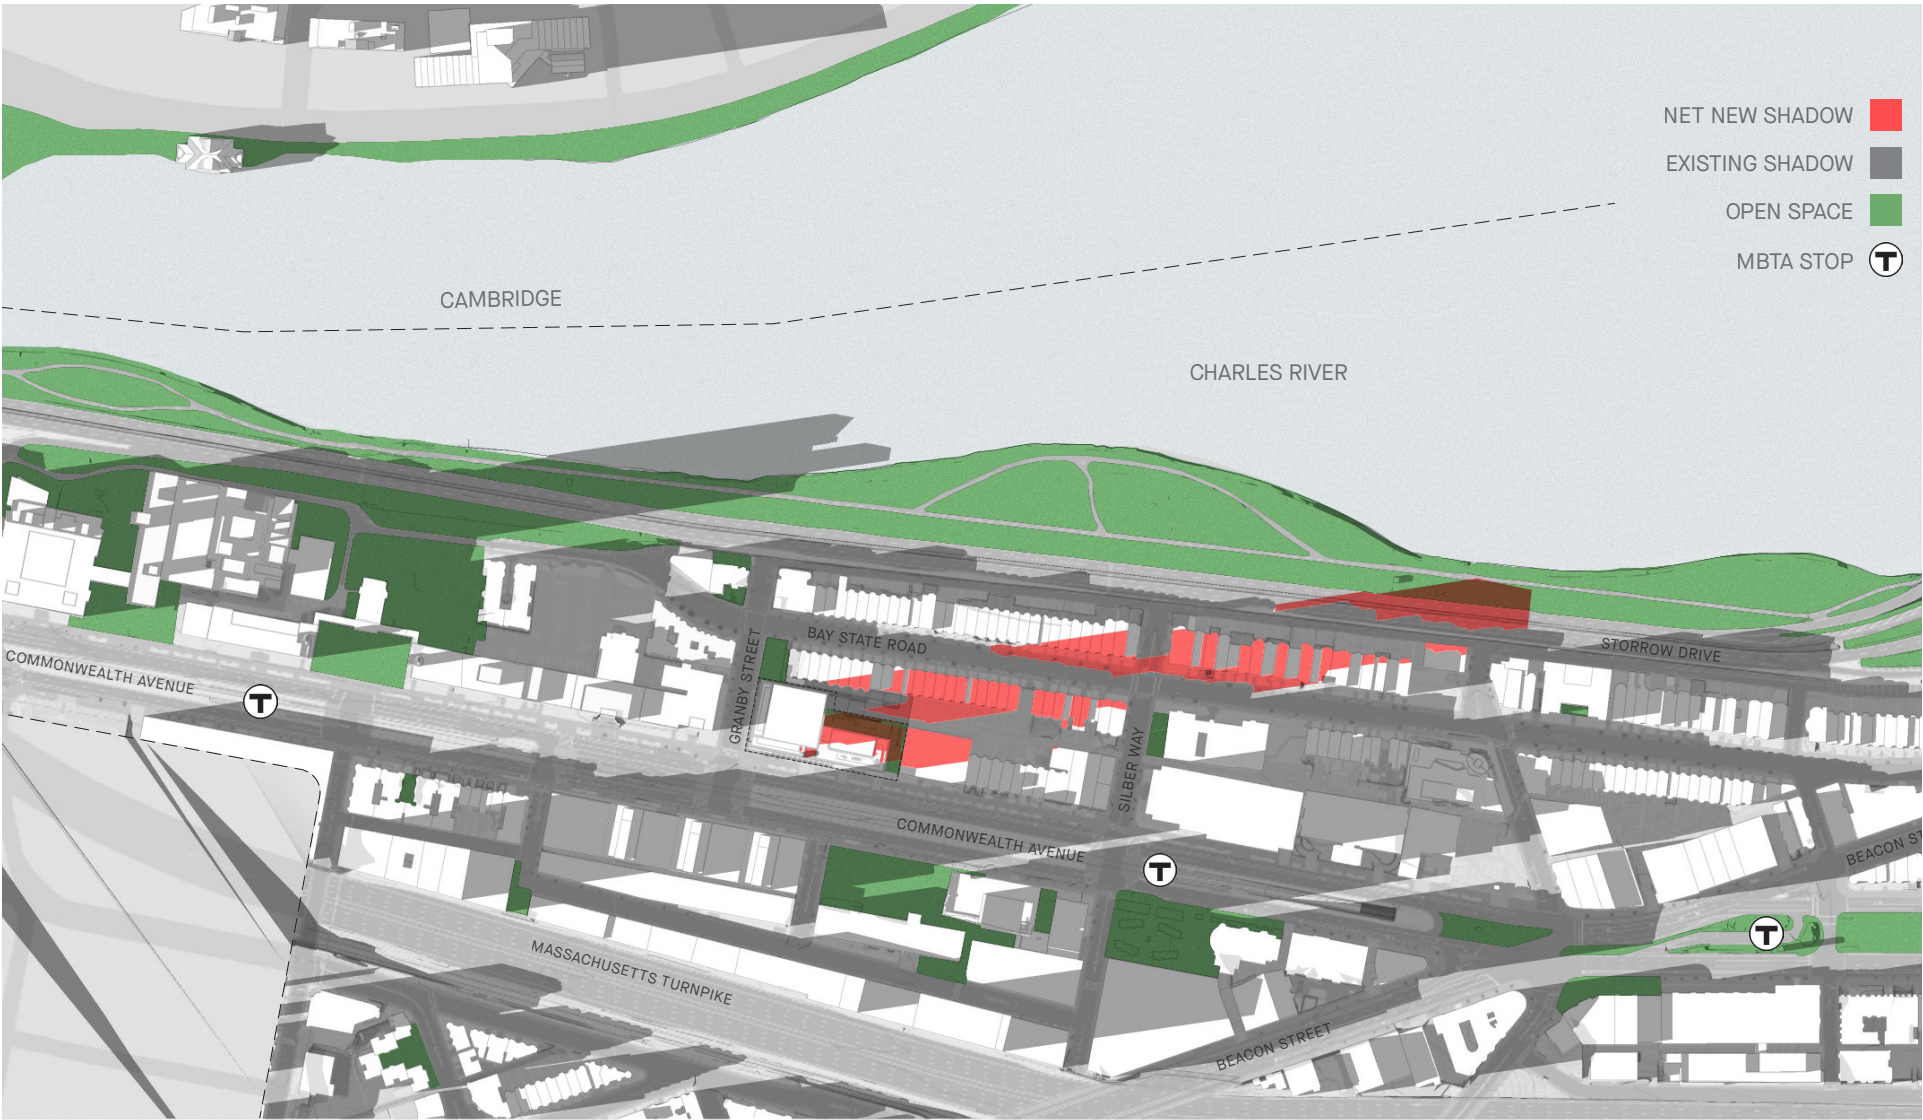 NET NEW SHADOW
EXISTING SHADOW
OPEN SPACE
MBTA STOP T
CAMBRIDGE
CHARLES RIVER
BAY STATE ROAD
STORROW DRIVE
GRANBY STREET
COMMONWEALTH AVENUE
T
SILBER WAY
COMMONWEALTH AVENUE
T
BEACON ST
T
MASSACHUSETTS TURNPIKE
BEACON STREET